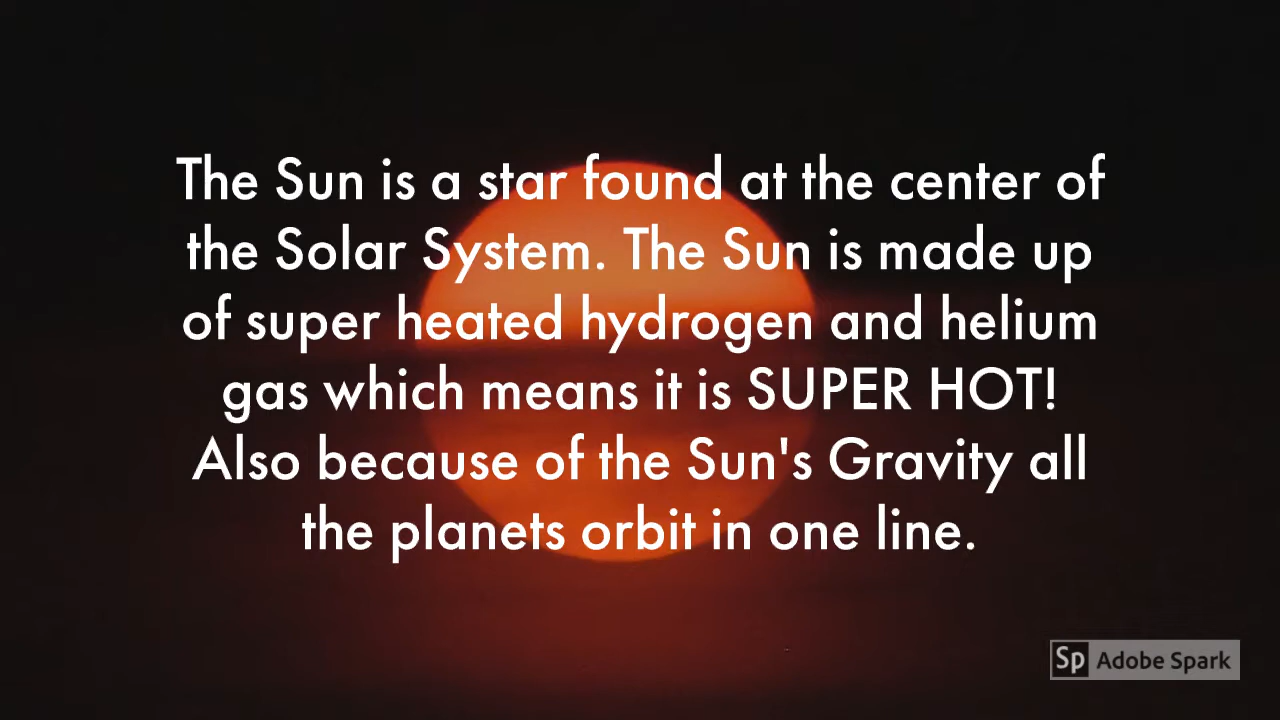 The Sun is a star found at the center of
the Solar System. The Sun is made up
of super heated hydrogen and helium
gas which means it is SUPER HOT!
Also because of the Sun's Gravity all
the planets orbit in one line.
Sp Adobe Spark